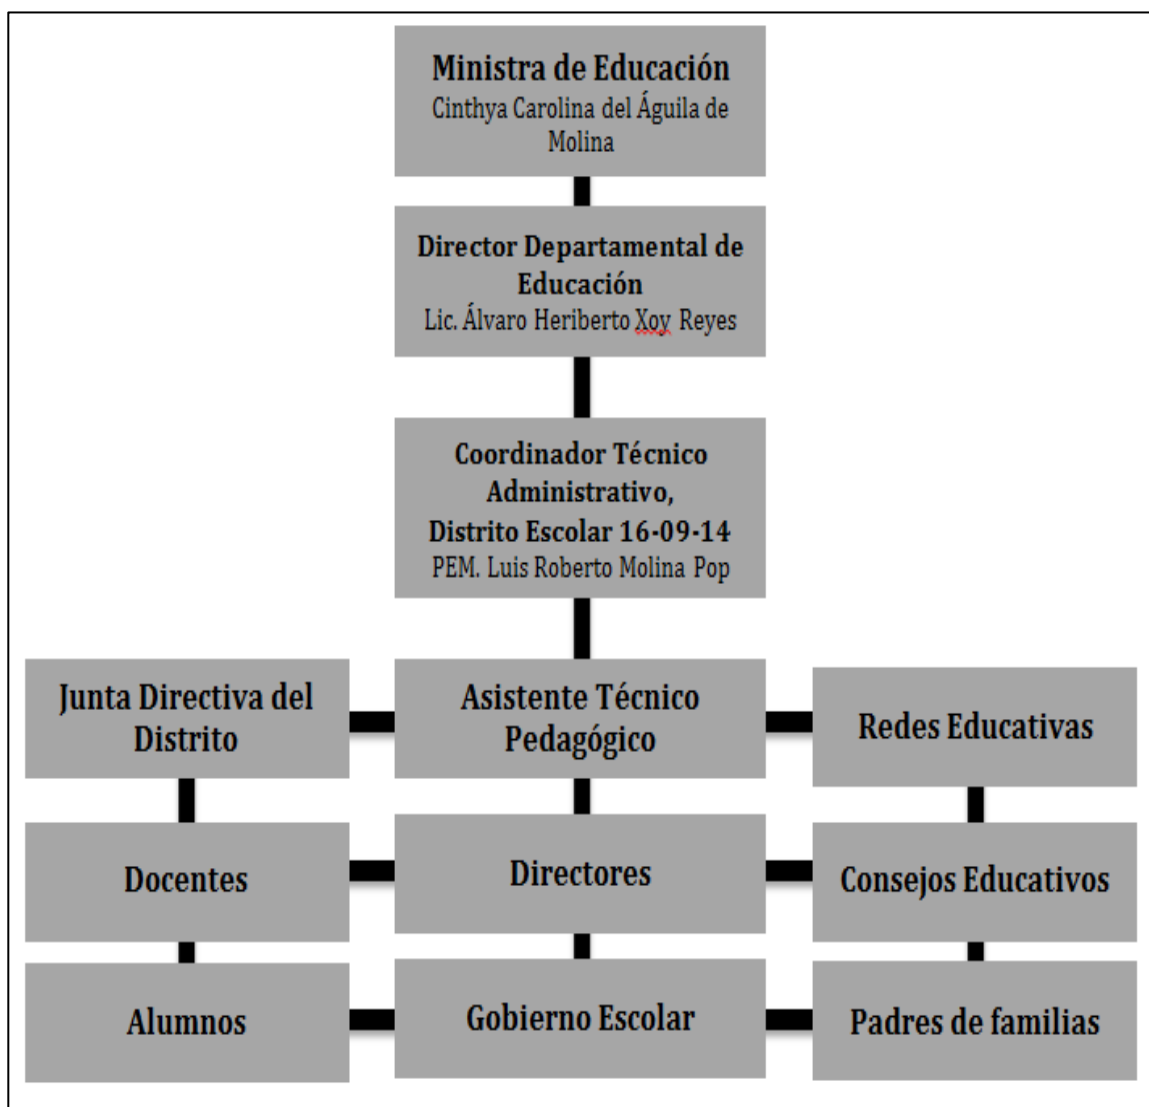 Ministra de Educación
Cinthya Carolina del Águila de
Molina
Director Departamental de
Educación
Lic. Álvaro Heriberto Xoy Reyes
Coordinador Técnico
Administrativo,
Distrito Escolar 16-09-14
PEM. Luis Roberto Molina Pop
Junta Directiva del
Distrito
Asistente Técnico
Pedagógico
Redes Educativas
Docentes
Directores
Consejos Educativos
Alumnos
Gobierno Escolar
Padres de familias